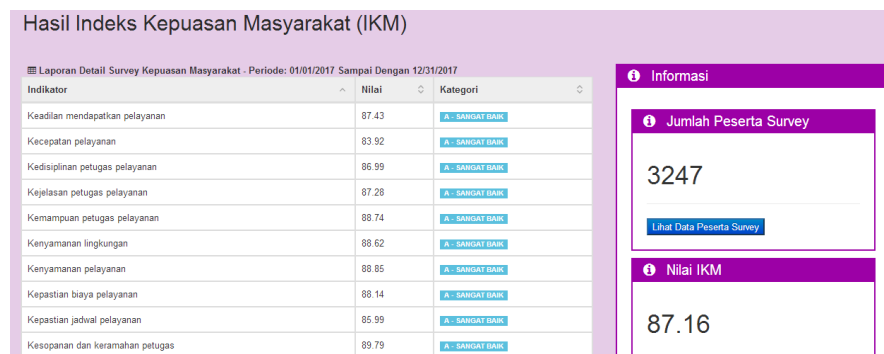 Hasil Indeks Kepuasan Masyarakat (IKM)
Laporan Detail Survey Kepuasan Masyarakat - Periode: 01/01/2017 Sampai Dengan 12/31/2017
Indikator Nilai Kategori
Keadilan mendapatkan pelayanan 87.43 A - SANGAT BAIK
Kecepatan pelayanan 83.92 A - SANGAT BAIK
Kedisiplinan petugas pelayanan 86.99 A - SANGAT BAIK
Kejelasan petugas pelayanan 87.28 A - SANGAT BAIK
Kemampuan petugas pelayanan 88.74 A - SANGAT BAIK
Kenyamanan lingkungan 88.62 A - SANGAT BAIK
Kenyamanan pelayanan 88.85 A - SANGAT BAIK
Kepastian biaya pelayanan 88.14 A - SANGAT BAIK
Kepastian jadwal pelayanan 85.99 A - SANGAT BAIK
Kesopanan dan keramahan petugas 89.79 A - SANGAT BAIK
Informasi
Jumlah Peserta Survey
3247
Lihat Data Peserta Survey
Nilai IKM
87.16